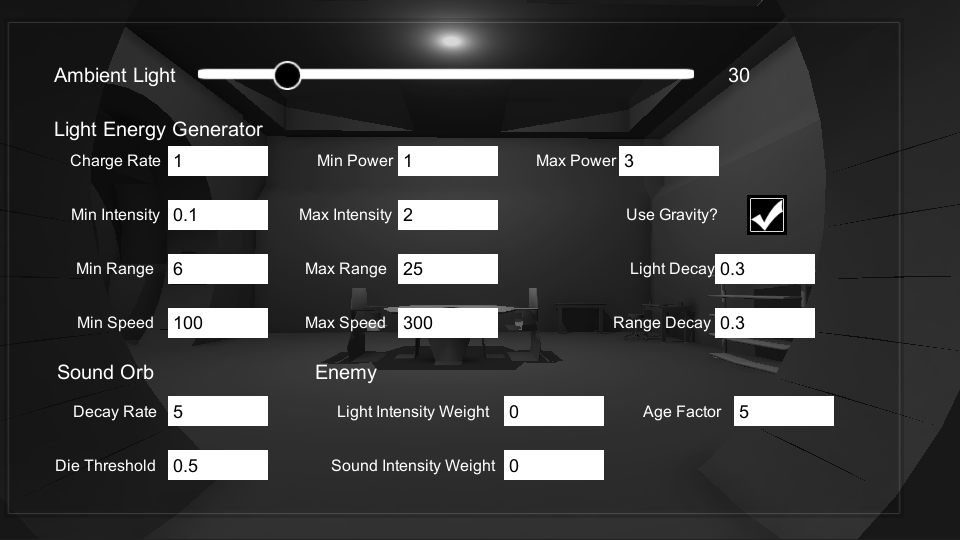 Ambient Light 30
Light Energy Generator
Charge Rate 1 Min Power 1 Max Power 3
Min Intensity 0.1 Max Intensity 2 Use Gravity?
Min Range 6 Max Range 25 Light Decay 0.3
Min Speed 100 Max Speed 300 Range Decay 0.3
Sound Orb Enemy
Decay Rate 5 Light Intensity Weight 0 Age Factor 5
Die Threshold 0.5 Sound Intensity Weight 0